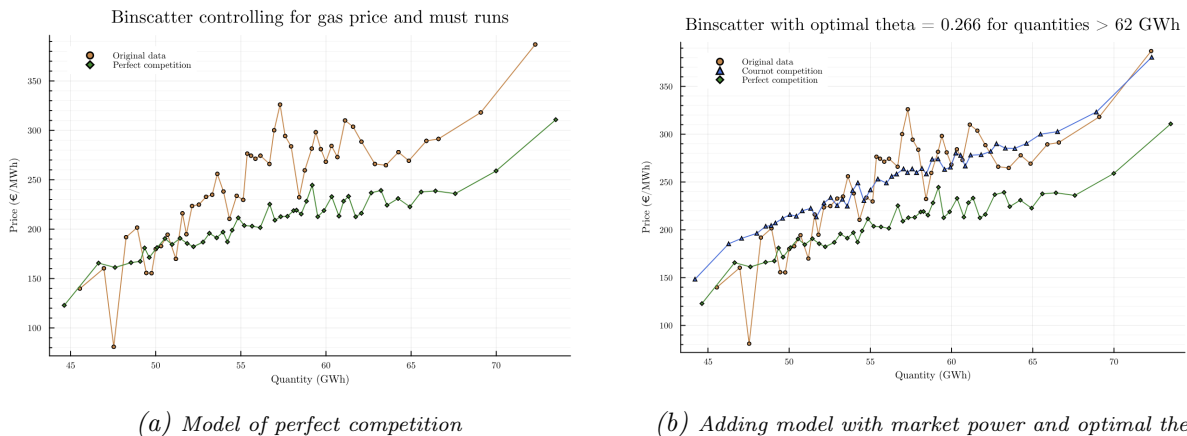 Binscatter controlling for gas price and must runs
Original data
Perfect competition
350
300
250
200
150
100
Price (€/MWh)
45 50 55 60 65 70
Quantity (GWh)
(a) Model of perfect competition
Binscatter with optimal theta = 0.266 for quantities > 62 GWh
Original data
Cournot competition
Perfect competition
350
300
250
200
150
100
Price (€/MWh)
45 50 55 60 65 70
Quantity (GWh)
(b) Adding model with market power and optimal the